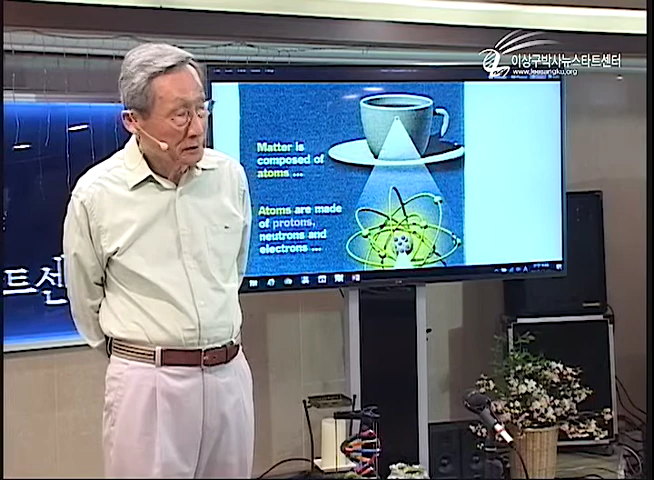 이상구박사뉴스타트센터
www.leesangku.org
Matter is
composed of
atoms ...
Atoms are made
of protons,
neutrons and
electrons ...
트센